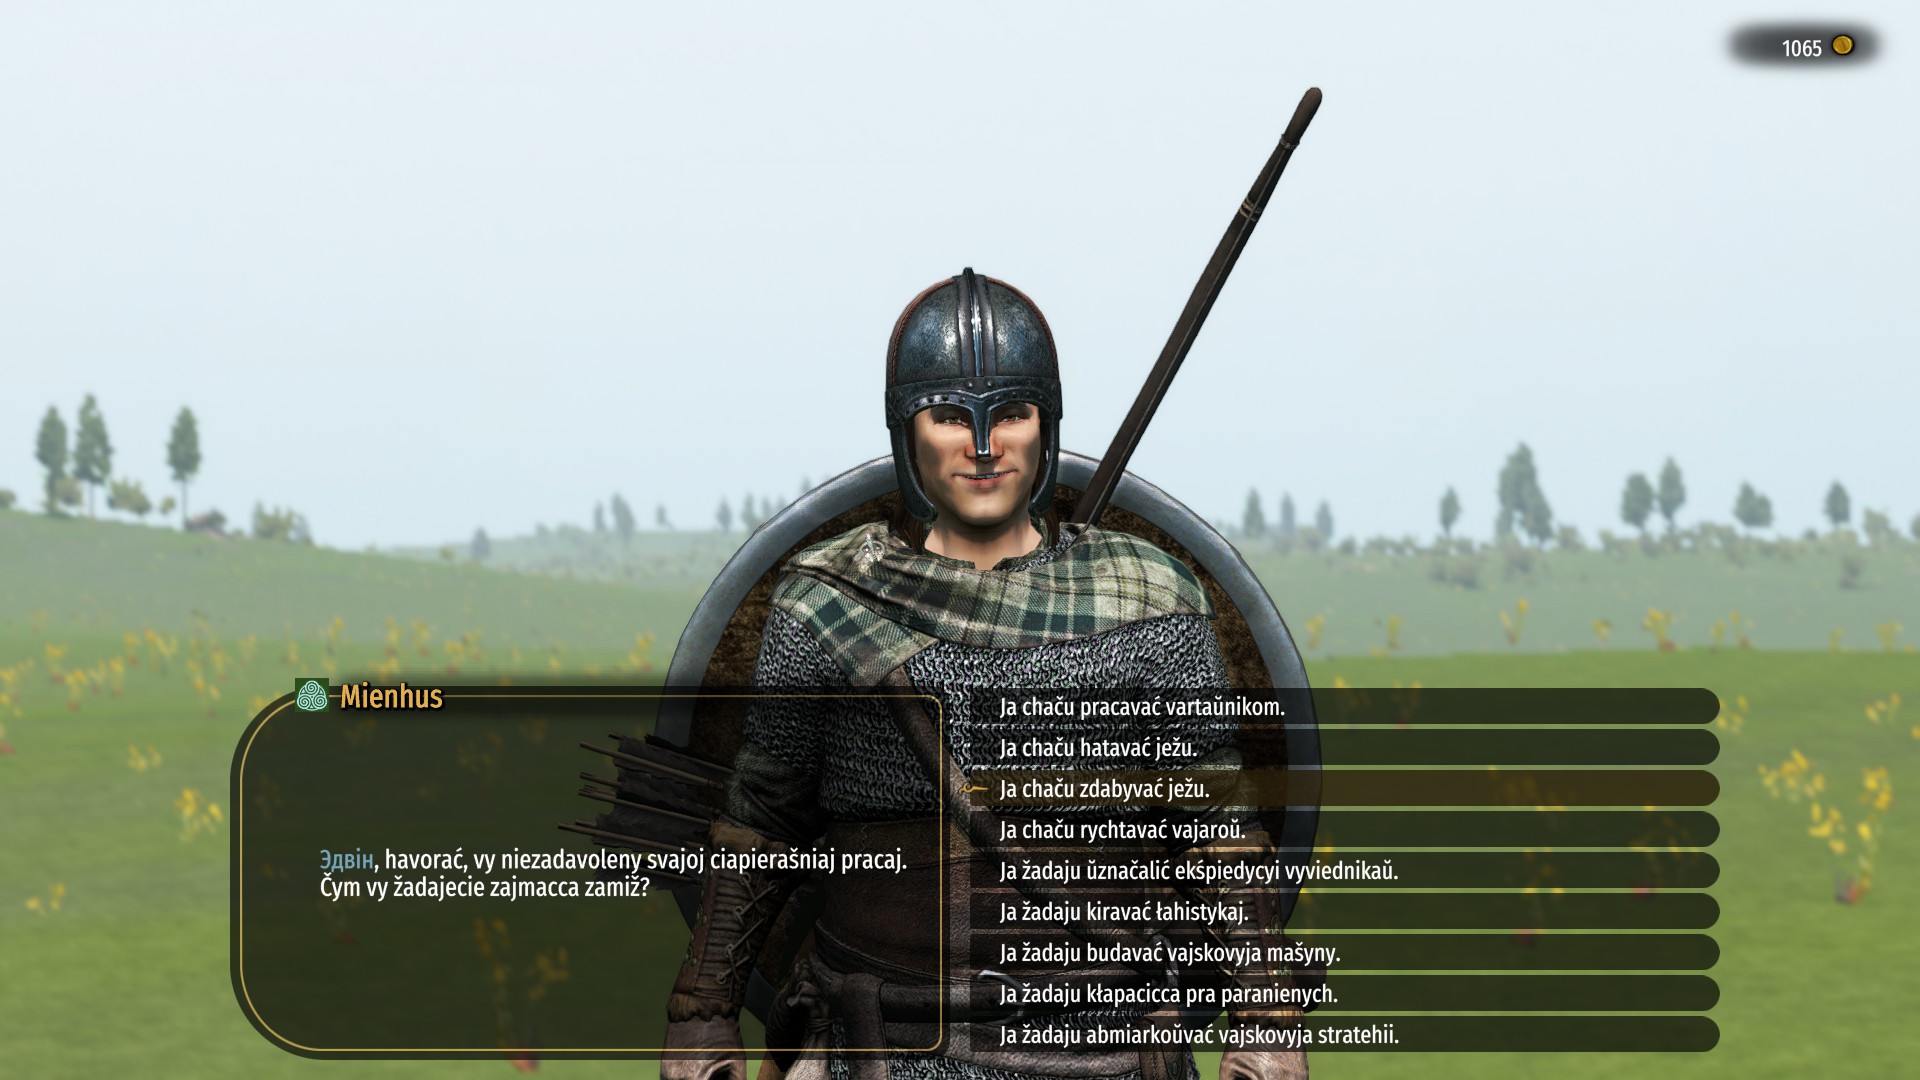 1065
Mienhus
Эдвін, havorać, vy niezadavoleny svajoj ciapierašniaj pracaj.
Čym vy žadajecie zajmacca zamiž?
Ja chaču pracavać vartaŭnikom.
Ja chaču hatavać ježu.
Ja chaču zdabyvać ježu.
Ja chaču rychtavać vajaroŭ.
Ja žadaju ŭznačalić ekśpiedycyi vyviednikaŭ.
Ja žadaju kiravać łahistykaj.
Ja žadaju budavać vajskovyja mašyny.
Ja žadaju kłapacicca pra paranienych.
Ja žadaju abmiarkoŭvać vajskovyja stratehii.